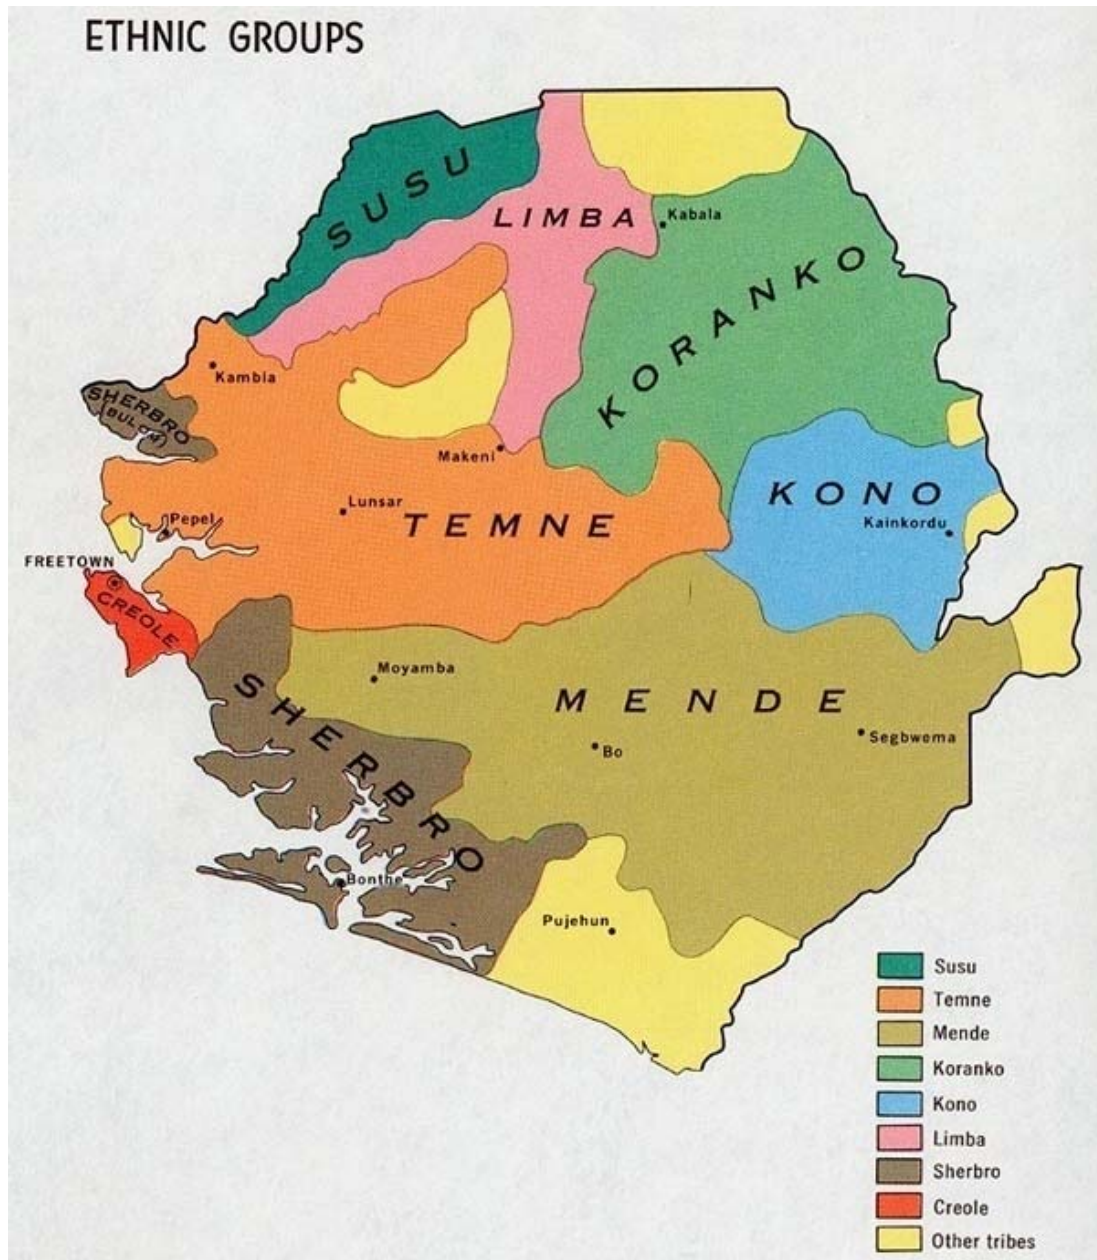 ETHNIC GROUPS
SUSU
LIMBA
Kabala
KORANKO
Kambia
SHERBRO
(BULOM)
Makeni
KONO
Lunsar
TEMNE
Pepel
Kainkordu
FREETOWN
CREOLE
Moyamba
MENDE
SHERBRO
Segbwema
Bo
Bonthe
Pujehun
Susu
Temne
Mende
Koranko
Kono
Limba
Sherbro
Creole
Other tribes